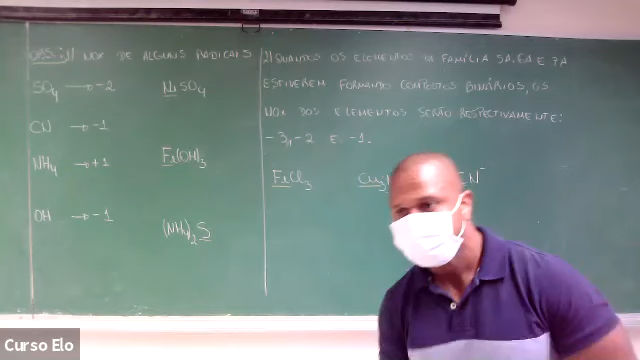 OBS: 1) NOX DE ALGUNS RADICAIS
SO4 → -2 NiSO4
CN → -1
NH4 → +1 Fe(OH)3
OH → -1 (NH4)2S
2) QUANDO OS ELEMENTOS DA FAMÍLIA 5A, 6A E 7A
ESTIVEREM FORMANDO COMPOSTOS BINÁRIOS, OS
NOX DOS ELEMENTOS SERÃO RESPECTIVAMENTE:
-3, -2 E -1.
FeCl3 Cu3 N-
Curso Elo